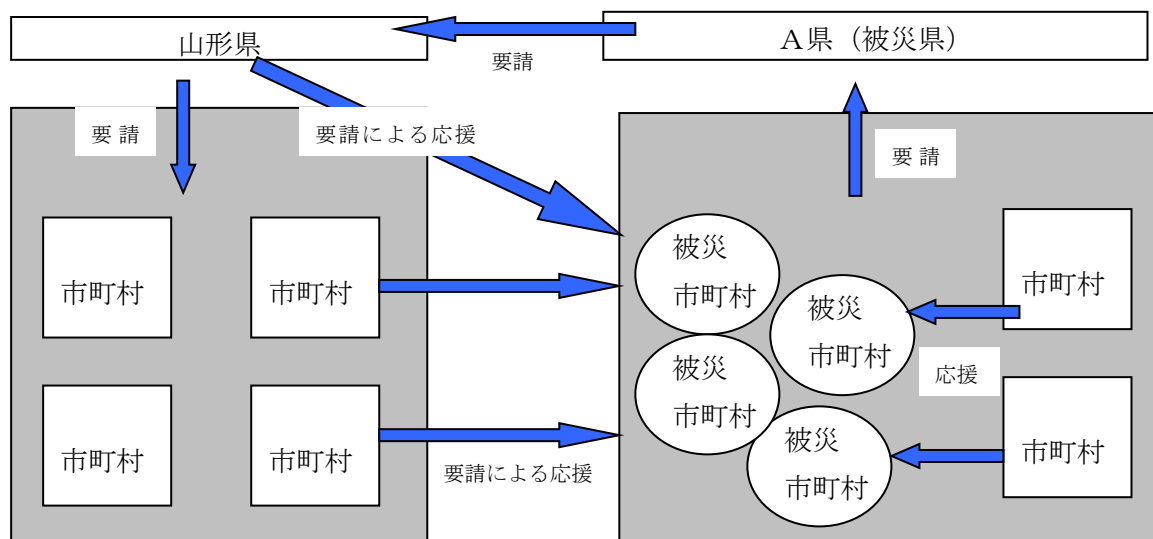 山形県
A県（被災県）
要請
要 請
要請による応援
要 請
被災
市町村
市町村
市町村
市町村
被災
市町村
被災
市町村
応援
市町村
市町村
被災
市町村
市町村
要請による応援